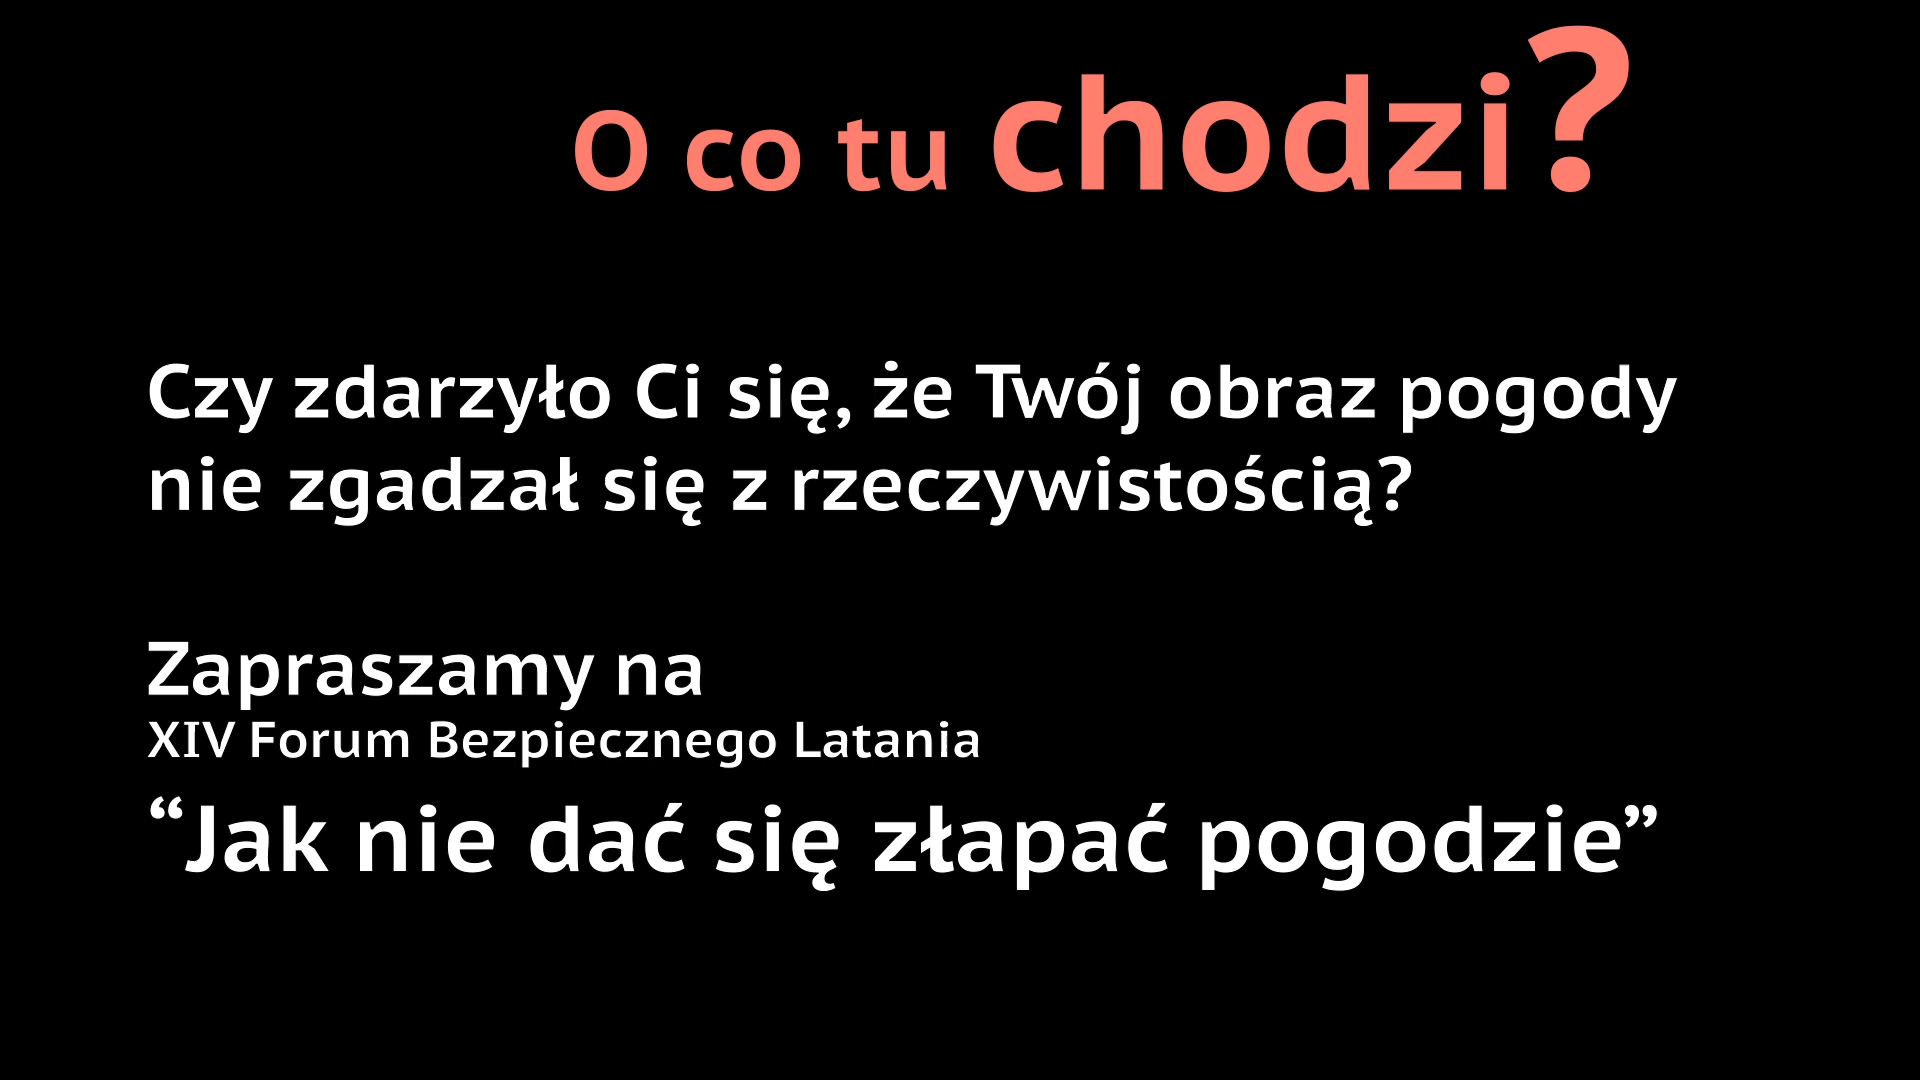 O co tu chodzi?
Czy zdarzyło Ci się, że Twój obraz pogody
nie zgadzał się z rzeczywistością?
Zapraszamy na
XIV Forum Bezpiecznego Latania
“Jak nie dać się złapać pogodzie”